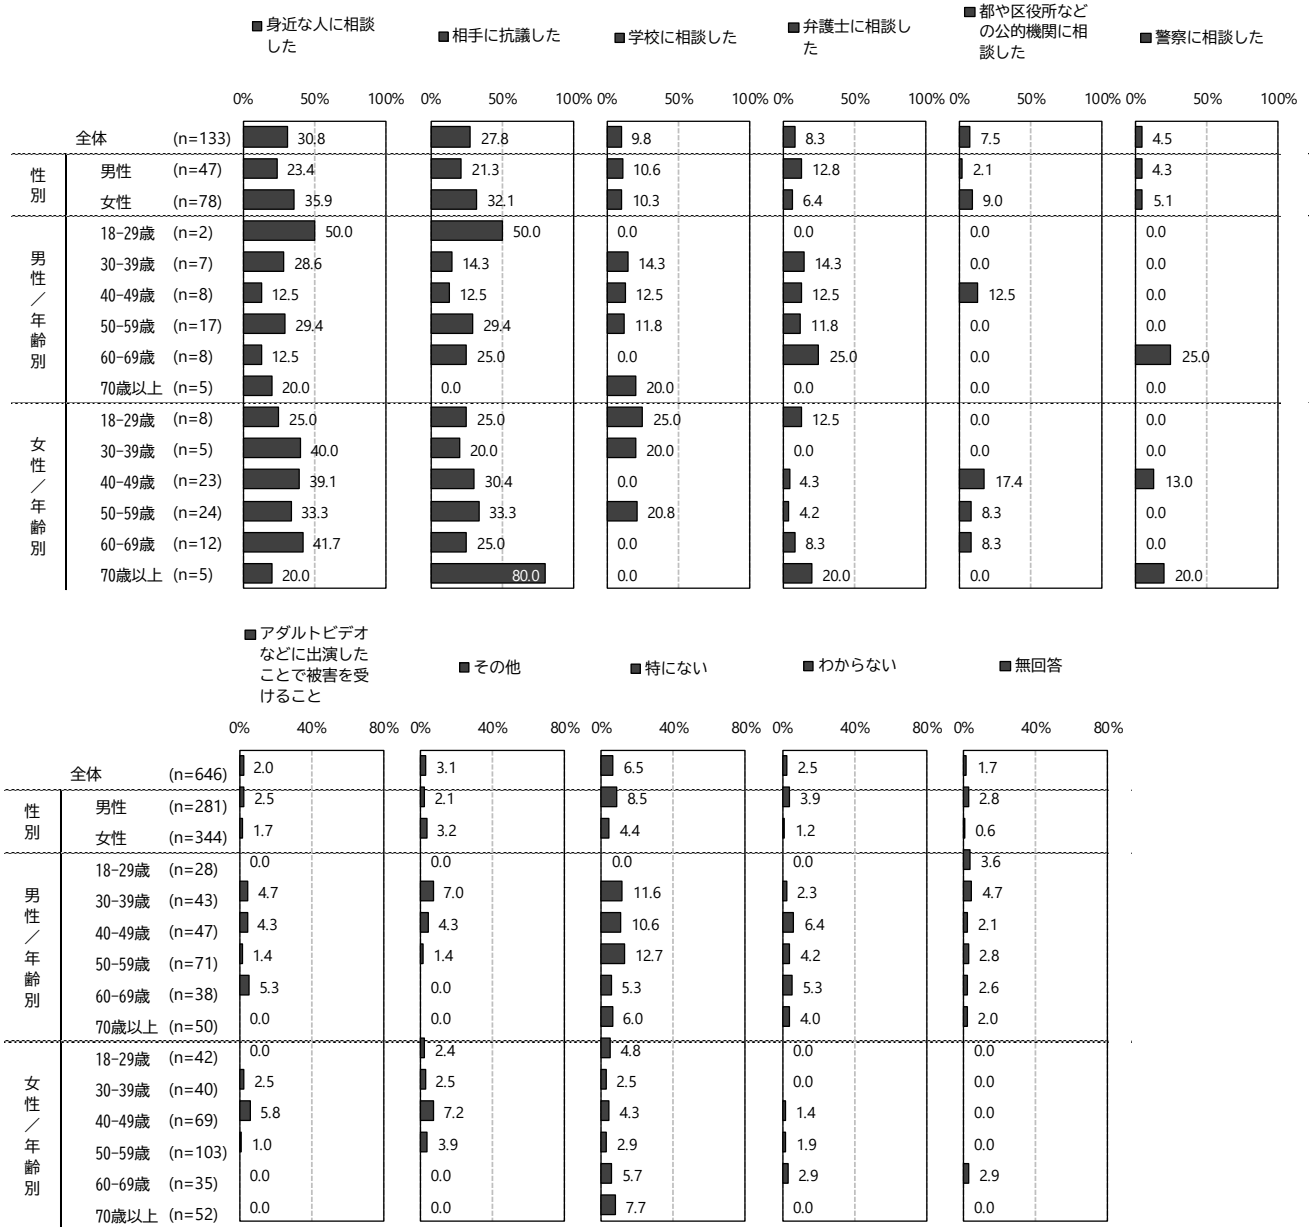 ■身近な人に相談
した
■相手に抗議した
■学校に相談した
■弁護士に相談し
た
■都や区役所など
の公的機関に相
談した
■警察に相談した
0% 50% 100% 0% 50% 100% 0% 50% 100% 0% 50% 100% 0% 50% 100% 0% 50% 100%
全体 (n=133) 30.8 27.8 9.8 8.3 7.5 4.5
性別
男性 (n=47) 23.4 21.3 10.6 12.8 2.1 4.3
女性 (n=78) 35.9 32.1 10.3 6.4 9.0 5.1
男性／年齢別
18-29歳 (n=2) 50.0 50.0 0.0 0.0 0.0 0.0
30-39歳 (n=7) 28.6 14.3 14.3 14.3 0.0 0.0
40-49歳 (n=8) 12.5 12.5 12.5 12.5 12.5 0.0
50-59歳 (n=17) 29.4 29.4 11.8 11.8 0.0 0.0
60-69歳 (n=8) 12.5 25.0 0.0 25.0 0.0 25.0
70歳以上 (n=5) 20.0 0.0 20.0 0.0 0.0 0.0
女性／年齢別
18-29歳 (n=8) 25.0 25.0 25.0 12.5 0.0 0.0
30-39歳 (n=5) 40.0 20.0 20.0 0.0 0.0 0.0
40-49歳 (n=23) 39.1 30.4 0.0 4.3 17.4 13.0
50-59歳 (n=24) 33.3 33.3 20.8 4.2 8.3 0.0
60-69歳 (n=12) 41.7 25.0 0.0 8.3 8.3 0.0
70歳以上 (n=5) 20.0 80.0 0.0 20.0 0.0 20.0
■アダルトビデオ
などに出演した
ことで被害を受
けること
■その他
■特にない
■わからない
■無回答
0% 40% 80% 0% 40% 80% 0% 40% 80% 0% 40% 80% 0% 40% 80%
全体 (n=646) 2.0 3.1 6.5 2.5 1.7
性別
男性 (n=281) 2.5 2.1 8.5 3.9 2.8
女性 (n=344) 1.7 3.2 4.4 1.2 0.6
男性／年齢別
18-29歳 (n=28) 0.0 0.0 0.0 0.0 3.6
30-39歳 (n=43) 4.7 7.0 11.6 2.3 4.7
40-49歳 (n=47) 4.3 4.3 10.6 6.4 2.1
50-59歳 (n=71) 1.4 1.4 12.7 4.2 2.8
60-69歳 (n=38) 5.3 0.0 5.3 5.3 2.6
70歳以上 (n=50) 0.0 0.0 6.0 4.0 2.0
女性／年齢別
18-29歳 (n=42) 0.0 2.4 4.8 0.0 0.0
30-39歳 (n=40) 2.5 2.5 2.5 0.0 0.0
40-49歳 (n=69) 5.8 7.2 4.3 1.4 0.0
50-59歳 (n=103) 1.0 3.9 2.9 1.9 0.0
60-69歳 (n=35) 0.0 0.0 5.7 2.9 2.9
70歳以上 (n=52) 0.0 0.0 7.7 0.0 0.0